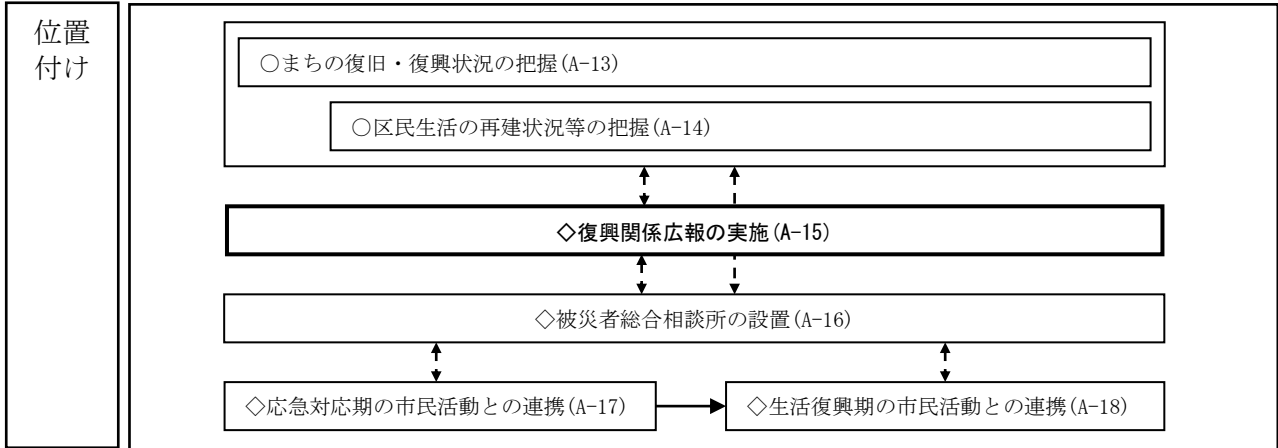 位置
付け
○まちの復旧・復興状況の把握(A-13)
○区民生活の再建状況等の把握(A-14)
◇復興関係広報の実施(A-15)
◇被災者総合相談所の設置(A-16)
◇応急対応期の市民活動との連携(A-17)
◇生活復興期の市民活動との連携(A-18)